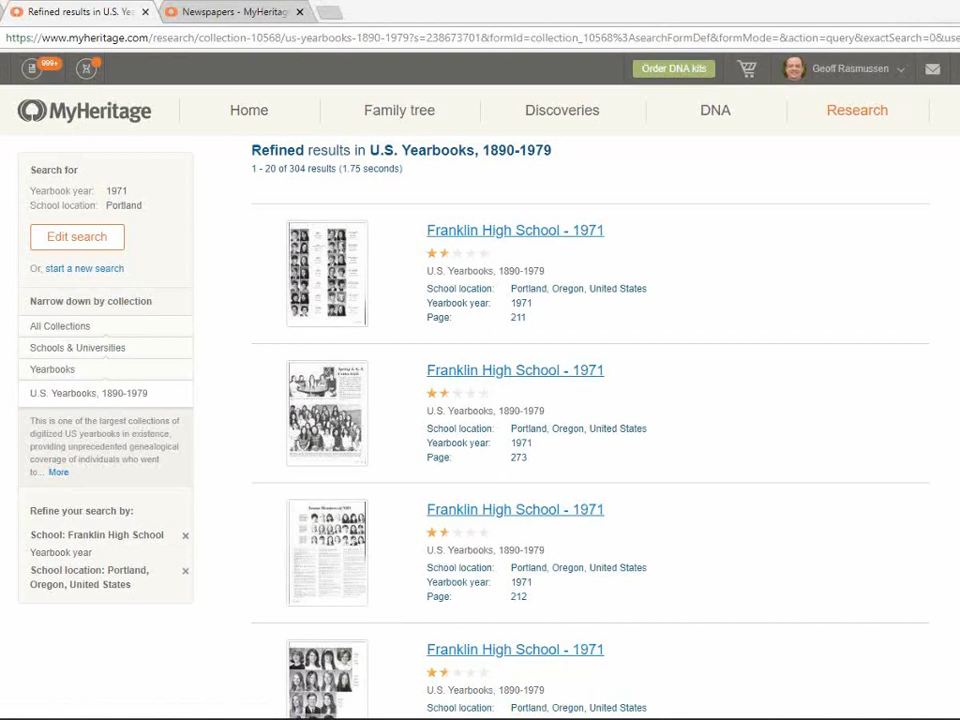 Refined results in U.S. Ye
Newspapers - MyHeritag
https://www.myheritage.com/research/collection-10568/us-yearbooks-1890-1979?s=238673701&formId=collection_10568%3AsearchFormDef&formMode=&action=query&exactSearch=0&use
999+
Order DNA kits
Geoff Rasmussen
MyHeritage
Home
Family tree
Discoveries
DNA
Research
Search for
Yearbook year: 1971
School location: Portland
Edit search
Or, start a new search
Narrow down by collection
All Collections
Schools & Universities
Yearbooks
U.S. Yearbooks, 1890-1979
This is one of the largest collections of
digitized US yearbooks in existence,
providing unprecedented genealogical
coverage of individuals who went
to... More
Refine your search by:
School: Franklin High School
Yearbook year
School location: Portland,
Oregon, United States
Refined results in U.S. Yearbooks, 1890-1979
1 - 20 of 304 results (1.75 seconds)
Franklin High School - 1971
U.S. Yearbooks, 1890-1979
School location: Portland, Oregon, United States
Yearbook year: 1971
Page: 211
Franklin High School - 1971
U.S. Yearbooks, 1890-1979
School location: Portland, Oregon, United States
Yearbook year: 1971
Page: 273
Franklin High School - 1971
U.S. Yearbooks, 1890-1979
School location: Portland, Oregon, United States
Yearbook year: 1971
Page: 212
Franklin High School - 1971
U.S. Yearbooks, 1890-1979
School location: Portland, Oregon, United States